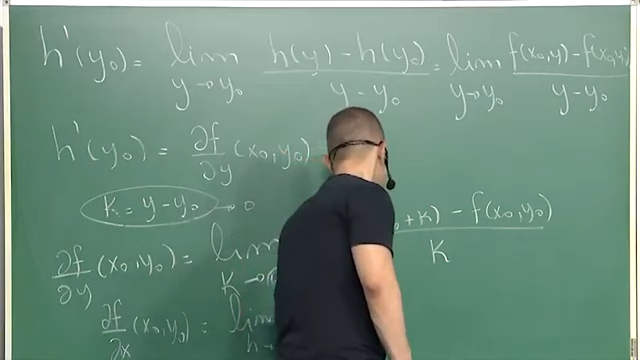 h'(y₀) = lim y→y₀ h(y) - h(y₀) / y - y₀ = lim y→y₀ f(x₀,y) - f(x₀,y₀) / y - y₀
h'(y₀) = ∂f/∂y (x₀,y₀)
K = y - y₀ → 0
∂f/∂y (x₀,y₀) = lim K→ +K) - f(x₀,y₀) / K
∂f/∂x (x₀,y₀) = lim h→